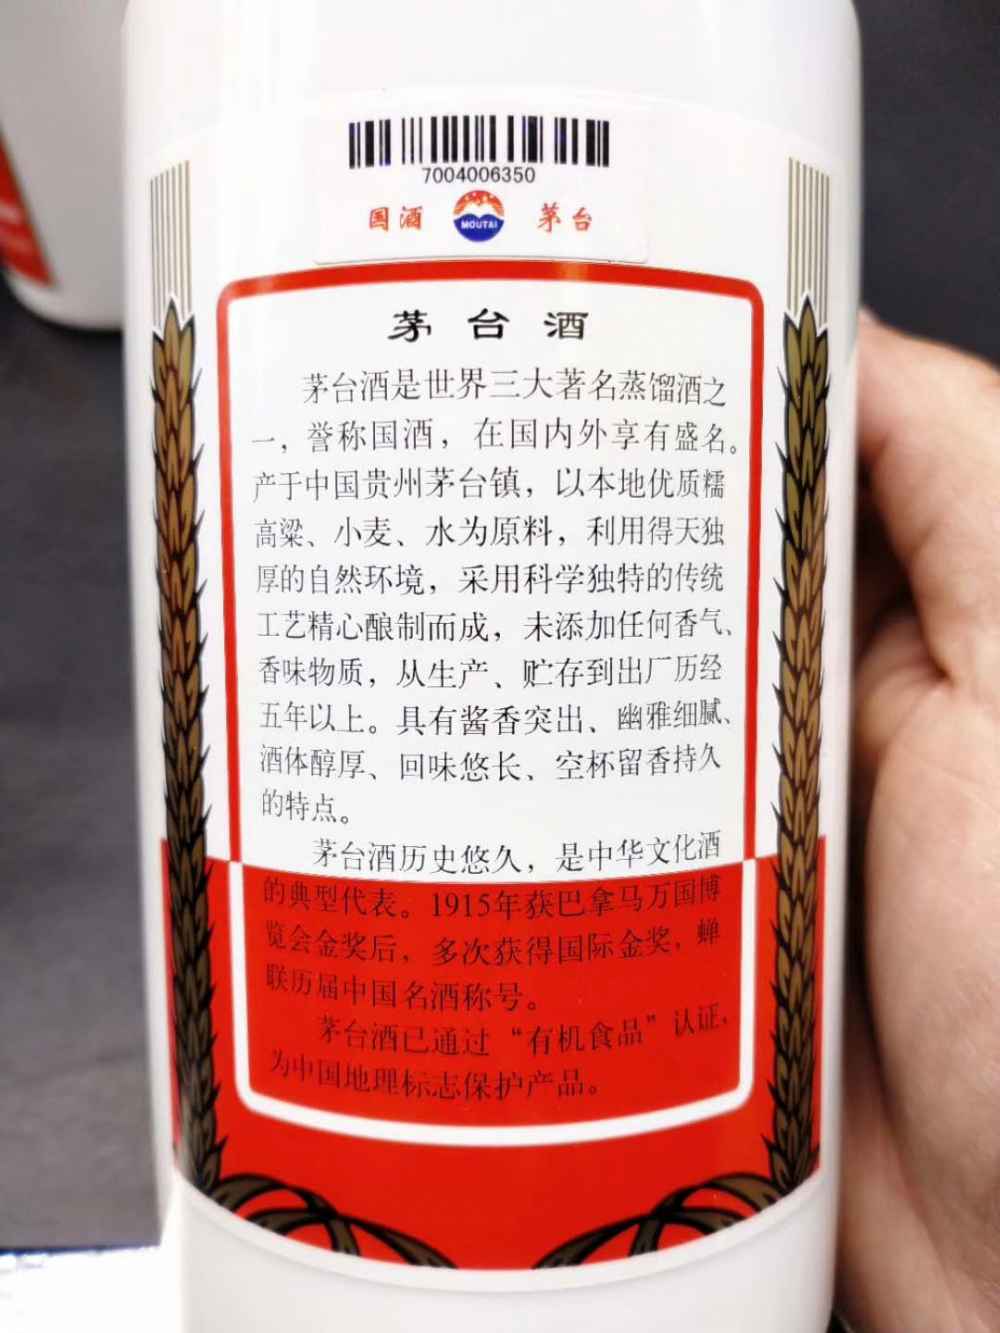 7004006350
国酒 MOUTAI 茅台
茅台酒
茅台酒是世界三大著名蒸馏酒之
一，誉称国酒，在国内外享有盛名。
产于中国贵州茅台镇，以本地优质糯
高粱、小麦、水为原料，利用得天独
厚的自然环境，采用科学独特的传统
工艺精心酿制而成，未添加任何香气、
香味物质，从生产、贮存到出厂历经
五年以上。具有酱香突出、幽雅细腻、
酒体醇厚、回味悠长、空杯留香持久
的特点。
茅台酒历史悠久，是中华文化酒
的典型代表。1915年获巴拿马万国博
览会金奖后，多次获得国际金奖，蝉
联历届中国名酒称号。
茅台酒已通过“有机食品”认证，
为中国地理标志保护产品。